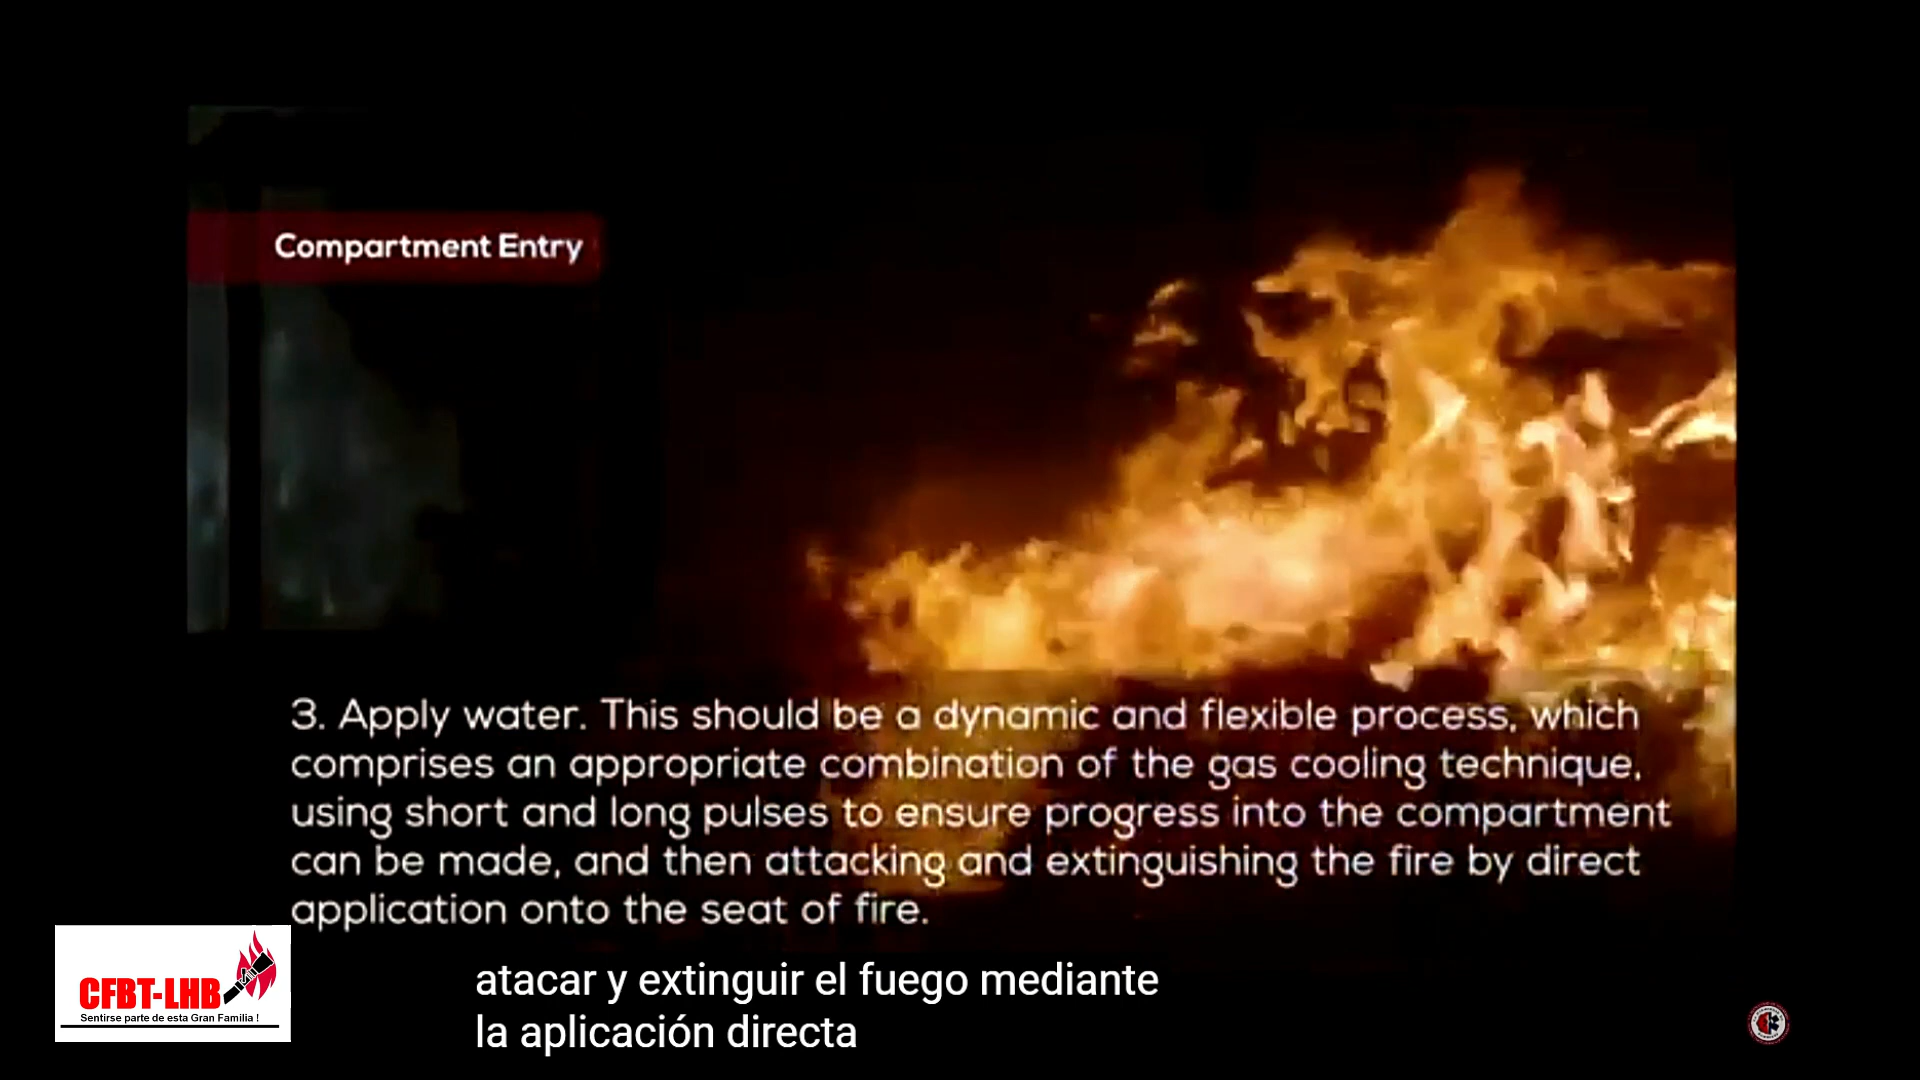 Compartment Entry
3. Apply water. This should be a dynamic and flexible process, which
comprises an appropriate combination of the gas cooling technique,
using short and long pulses to ensure progress into the compartment
can be made, and then attacking and extinguishing the fire by direct
application onto the seat of fire.
CFBT-LHB
Sentirse parte de esta Gran Familia !
atacar y extinguir el fuego mediante
la aplicación directa